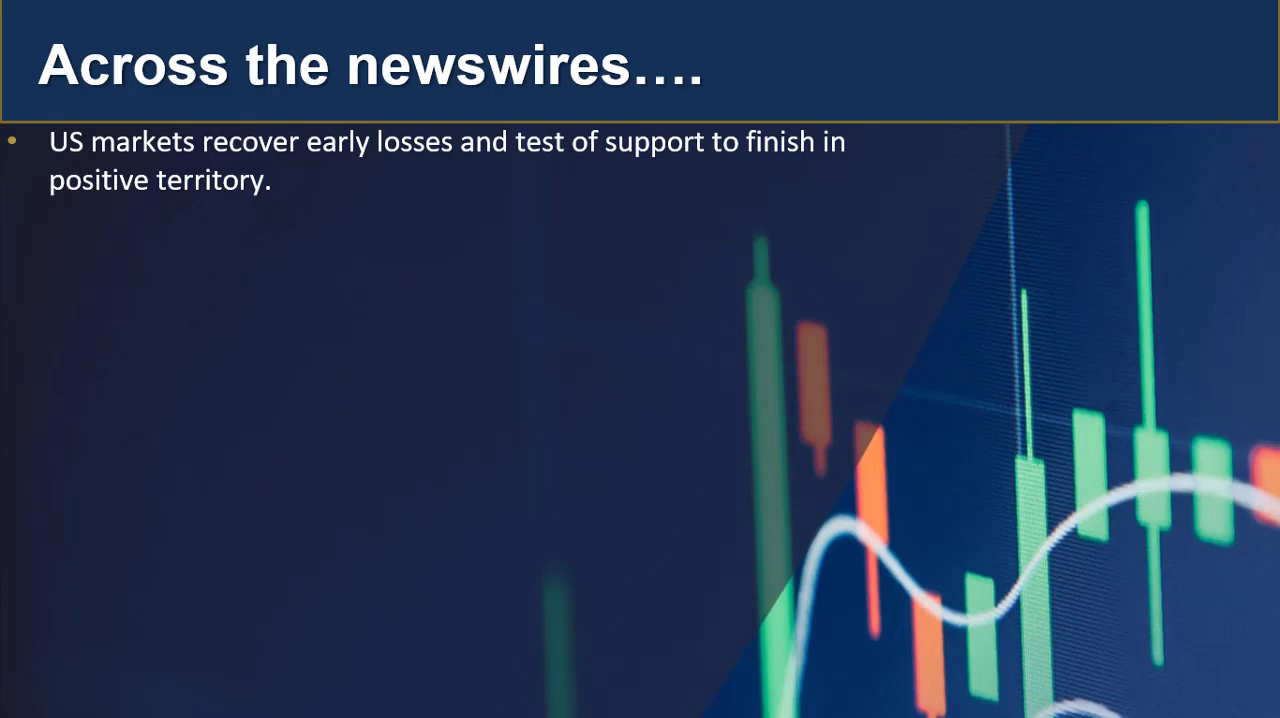 Across the newswires….
• US markets recover early losses and test of support to finish in
positive territory.